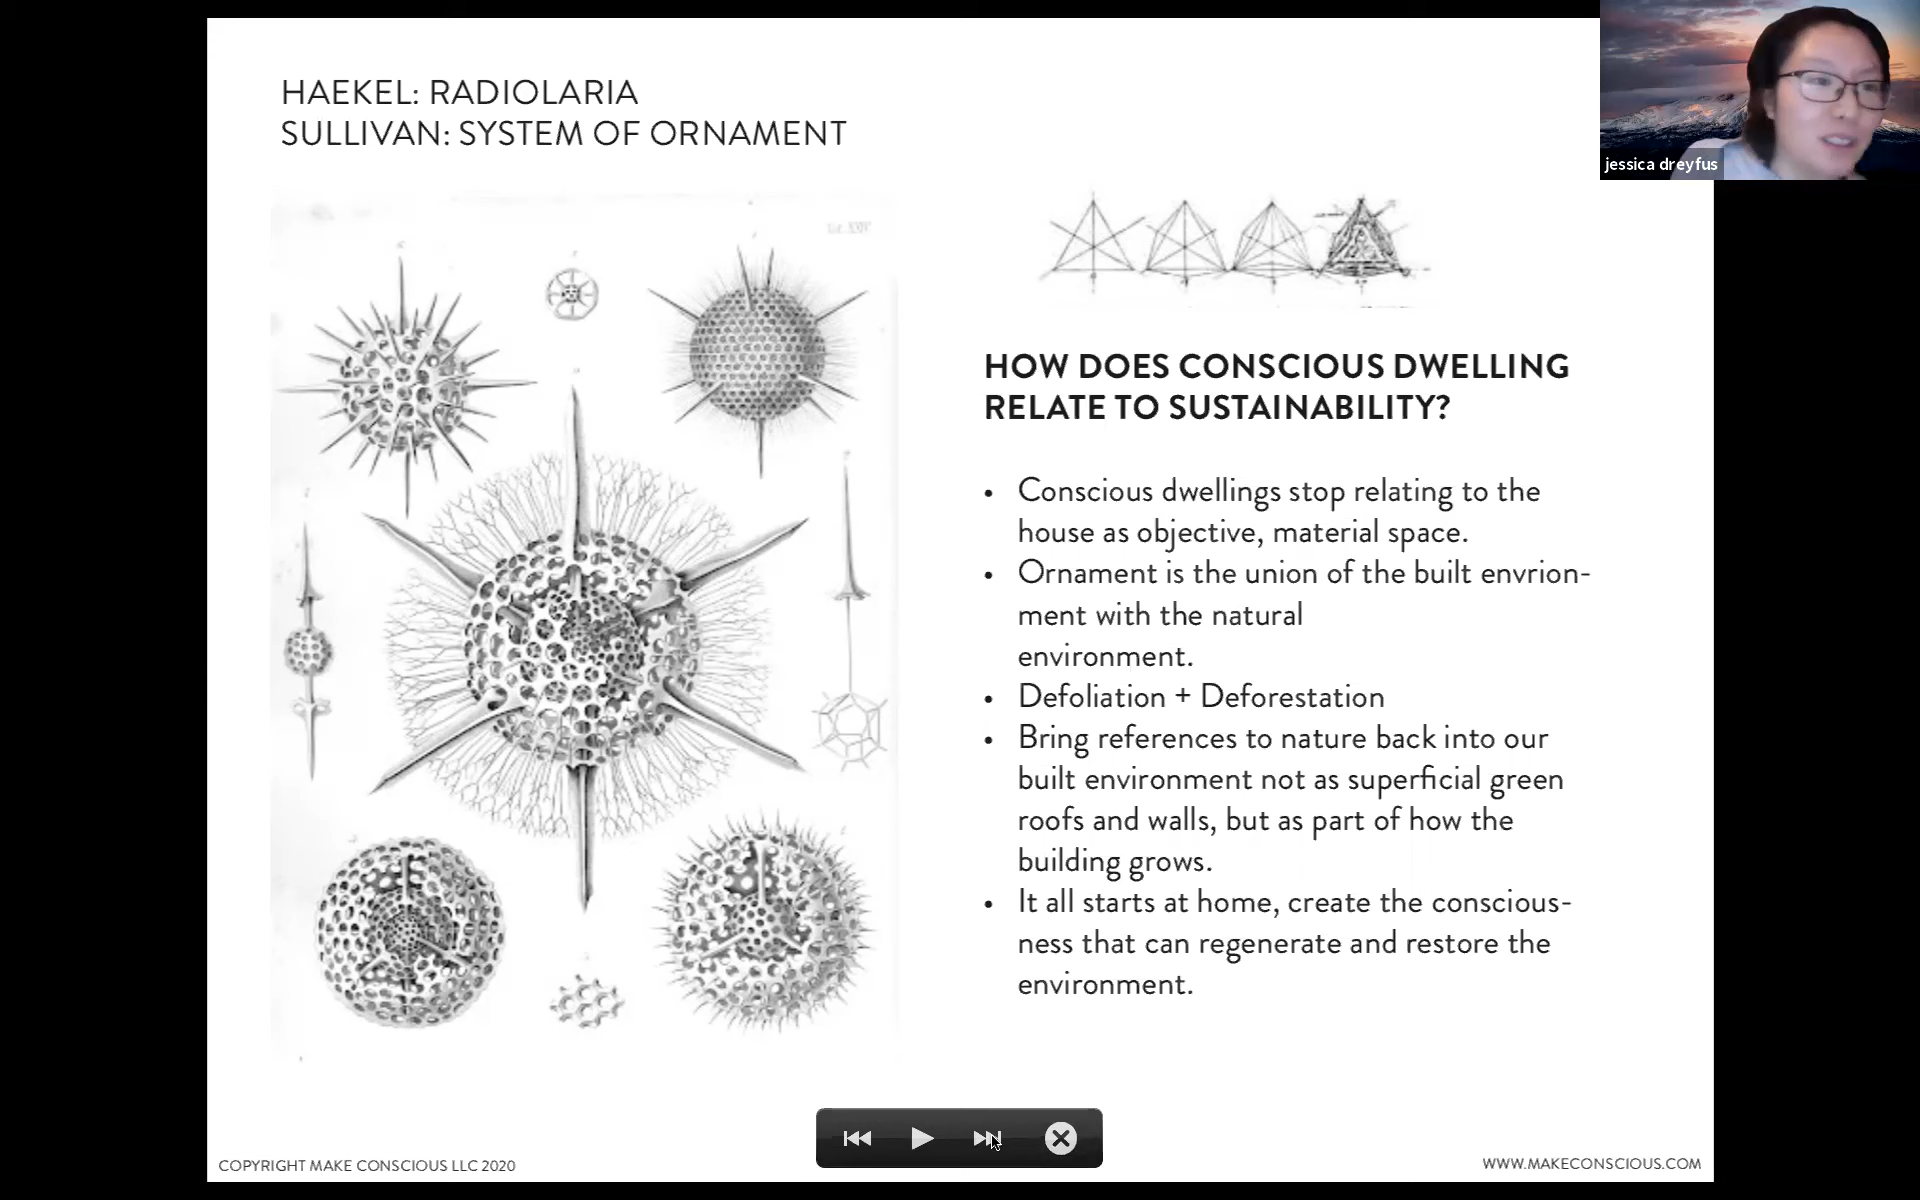 HAEKEL: RADIOLARIA
SULLIVAN: SYSTEM OF ORNAMENT
jessica dreyfus
HOW DOES CONSCIOUS DWELLING
RELATE TO SUSTAINABILITY?
• Conscious dwellings stop relating to the
house as objective, material space.
• Ornament is the union of the built envrion-
ment with the natural
environment.
• Defoliation + Deforestation
• Bring references to nature back into our
built environment not as superficial green
roofs and walls, but as part of how the
building grows.
• It all starts at home, create the conscious-
ness that can regenerate and restore the
environment.
COPYRIGHT MAKE CONSCIOUS LLC 2020
WWW.MAKECONSCIOUS.COM